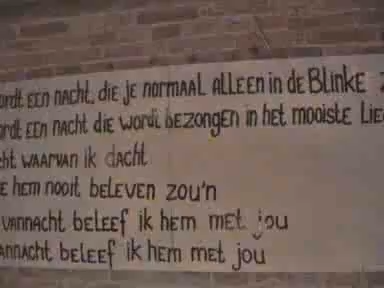 ordt EEN NACHT, die je NORMAAL ALLEEN in de BLINKE
ordt EEN NACHT die wordt BEZONGEN in het mooiste Lie
cht WAARVAN ik dacht
e hem nooit BELEVEN ZOU'N
VANNACHT BELEEF ik HEM MET jou
ANNACHT BELEEF ik HEM MET jou